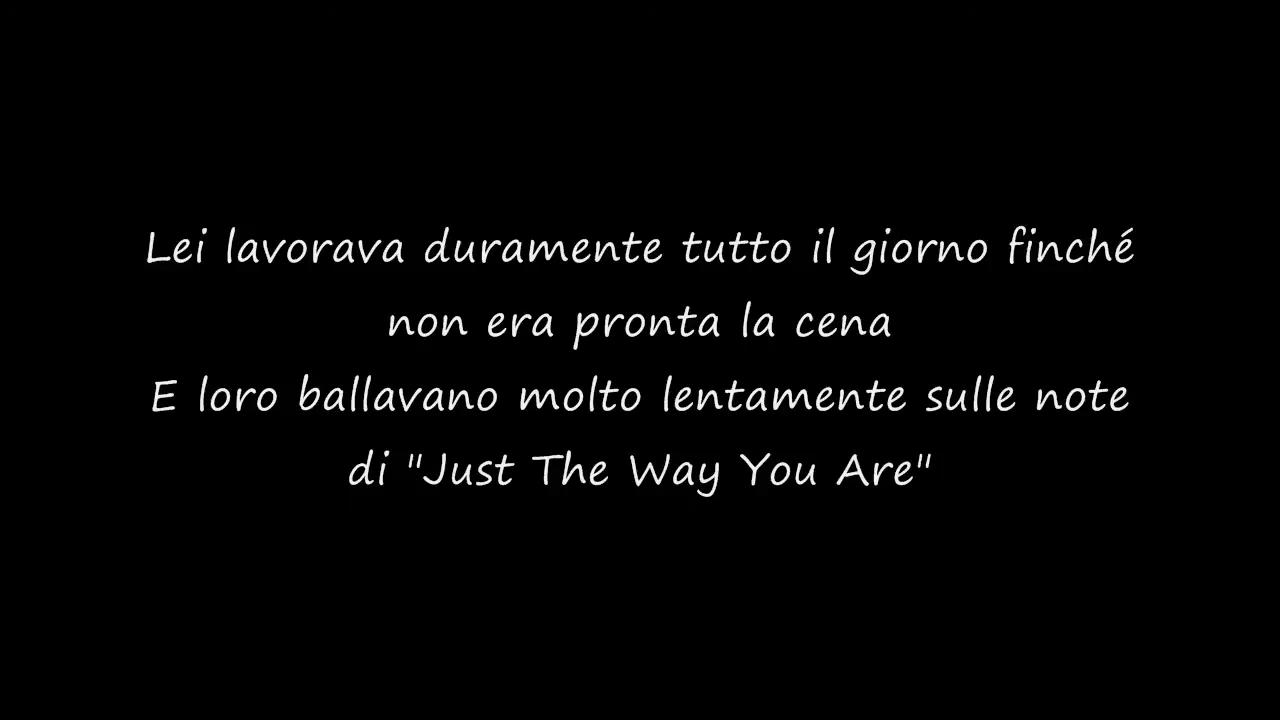 Lei lavorava duramente tutto il giorno finché
non era pronta la cena
E loro ballavano molto lentamente sulle note
di "Just The Way You Are"